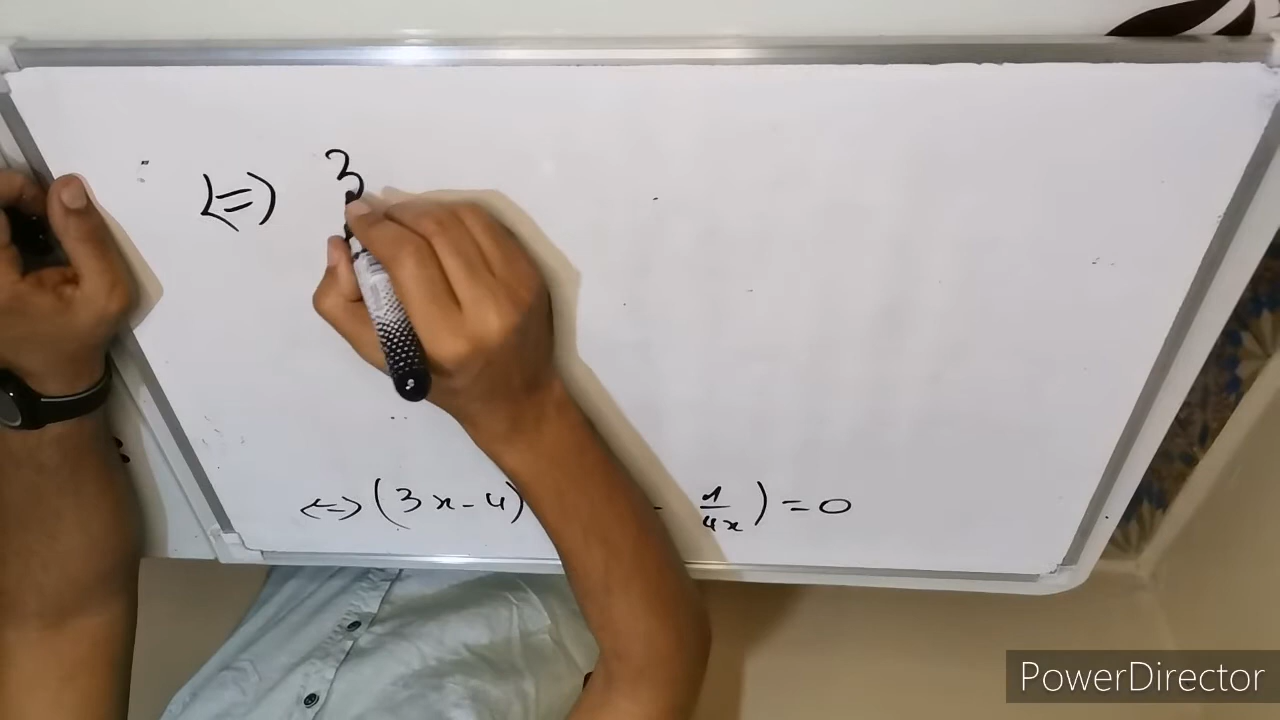 <=> 3
<=> (3x-4) - 1/4x) = 0
PowerDirector